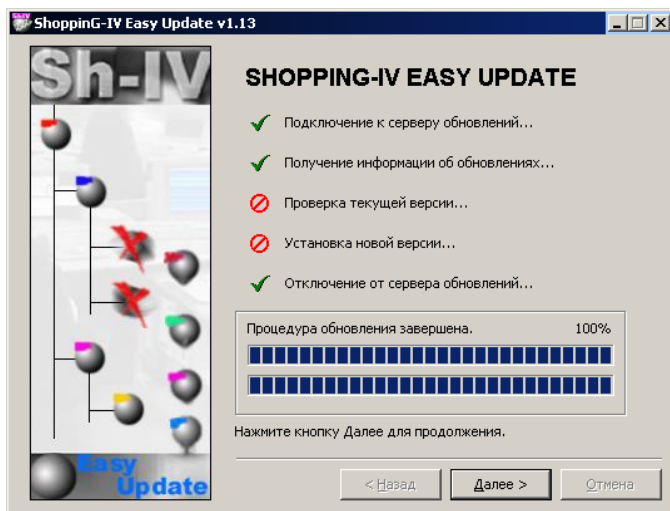 ShoppinG-IV Easy Update v1.13
Sh-IV
SHOPPING-IV EASY UPDATE
Подключение к серверу обновлений...
Получение информации об обновлениях...
Проверка текущей версии...
Установка новой версии...
Отключение от сервера обновлений...
Процедура обновления завершена. 100%
Нажмите кнопку Далее для продолжения.
Easy
Update
< Назад
Далее >
Отмена